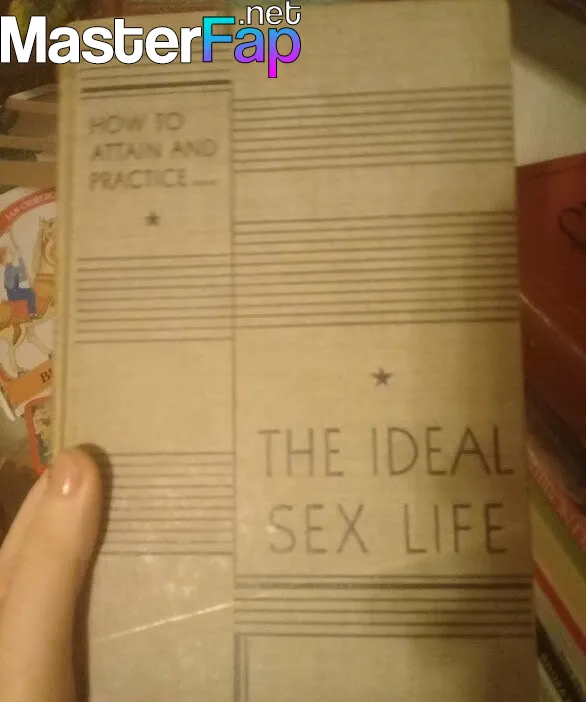 .net
MasterFap
HOW TO
ATTAIN AND
PRACTICE—
★
★
THE IDEAL
SEX LIFE